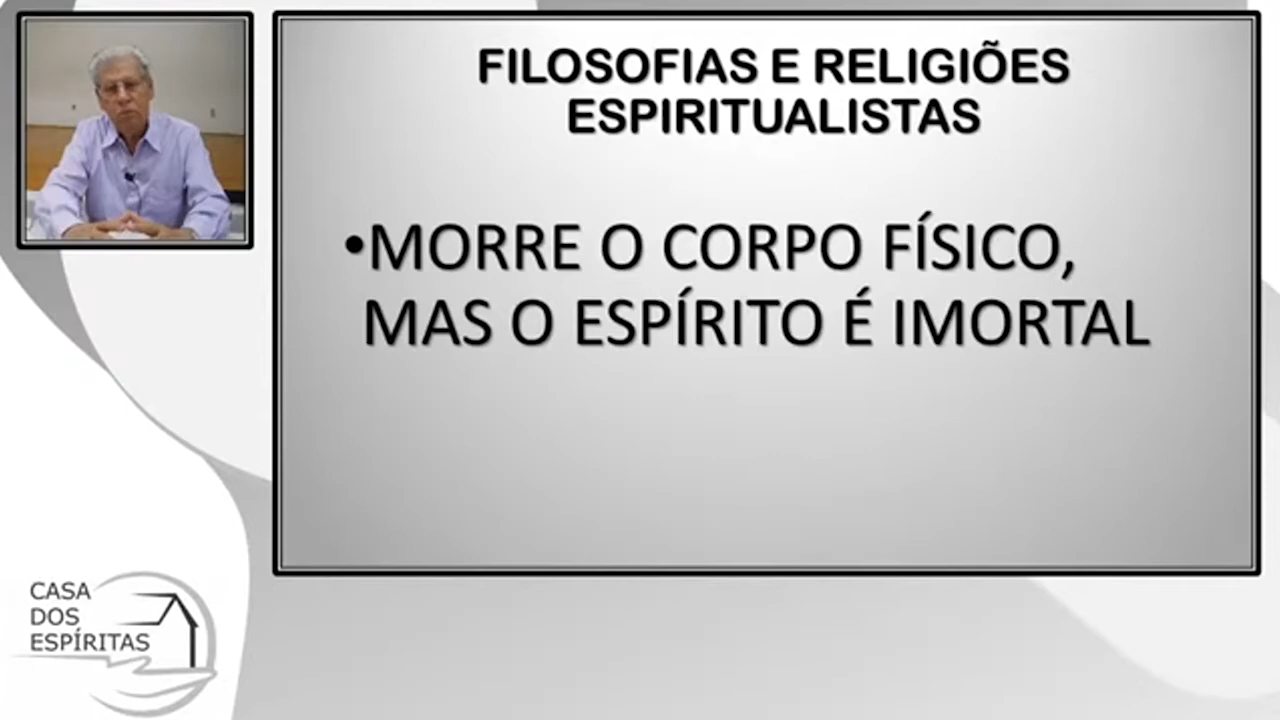 FILOSOFIAS E RELIGIÕES
ESPIRITUALISTAS
•MORRE O CORPO FÍSICO,
MAS O ESPÍRITO É IMORTAL
CASA
DOS
ESPÍRITAS